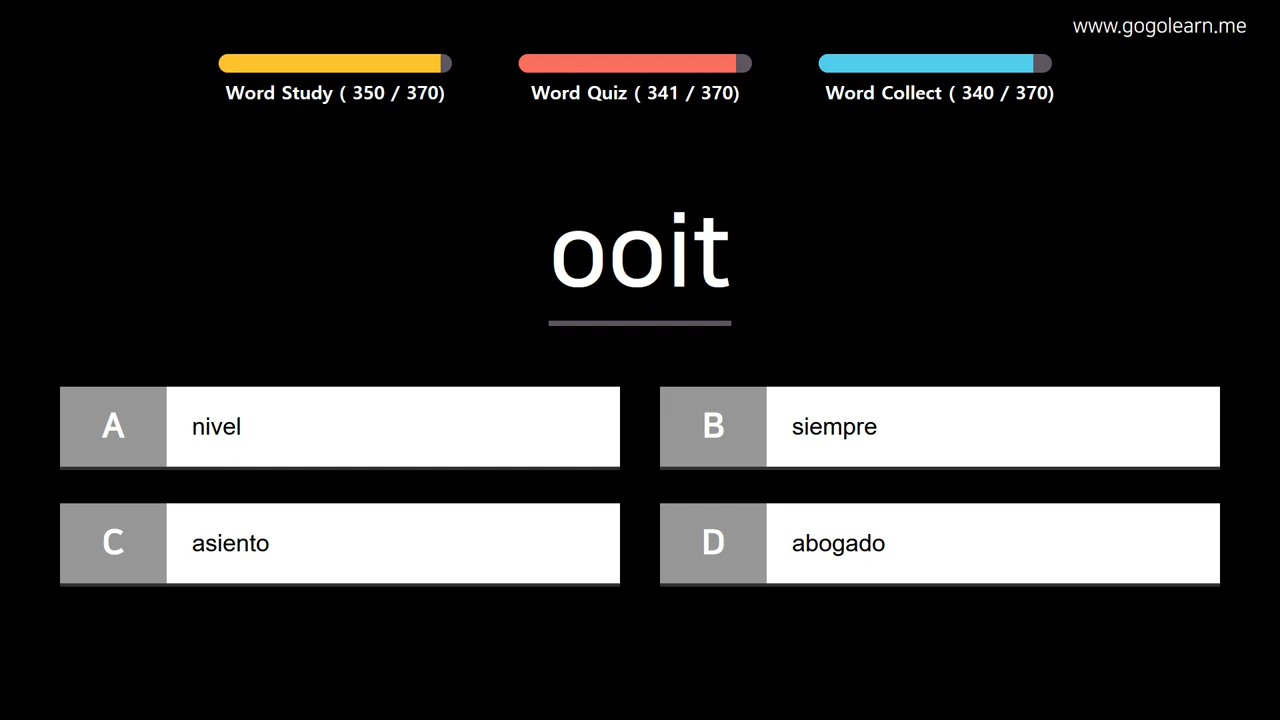 www.gogolearn.me
Word Study ( 350 / 370)
Word Quiz ( 341 / 370)
Word Collect ( 340 / 370)
ooit
A nivel
B siempre
C asiento
D abogado